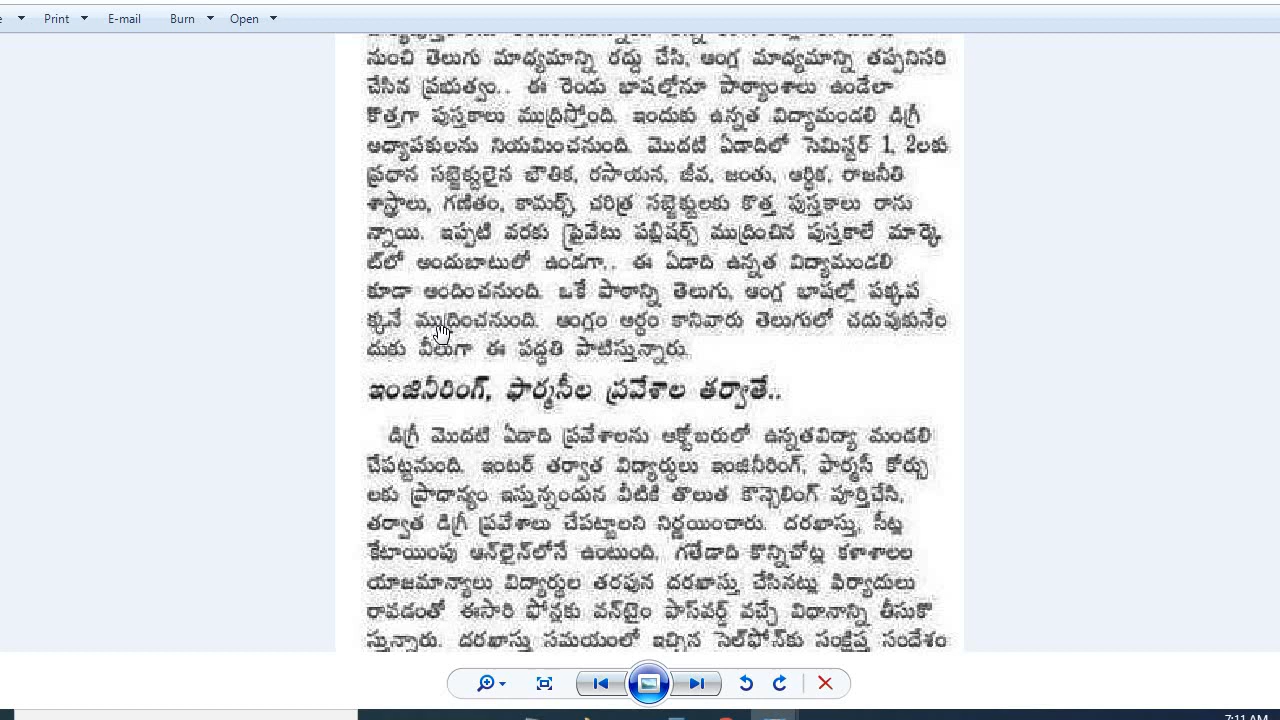 Print E-mail Burn Open
నుంచి తెలుగు మాధ్యమాన్ని రద్దు చేసి, ఆంగ్ల మాధ్యమాన్ని తప్పనిసరి
చేసిన ప్రభుత్వం.. ఈ రెండు భాషల్లోనూ పాఠ్యాంశాలు ఉండేలా
కొత్తగా పుస్తకాలు ముద్రిస్తోంది. ఇందుకు ఉన్నత విద్యామండలి డిగ్రీ
అధ్యాపకులను నియమించనుంది. మొదటి ఏడాదిలో సెమిస్టర్ 1, 2లకు
ప్రధాన సబ్జెక్టులైన భౌతిక, రసాయన, జీవ, జంతు, ఆర్థిక, రాజనీతి
శాస్త్రాలు, గణితం, కామర్స్, చరిత్ర సబ్జెక్టులకు కొత్త పుస్తకాలు రాసు
న్నాయి. ఇప్పటి వరకు ప్రైవేటు పబ్లిషర్స్ ముద్రించిన పుస్తకాలే మార్కె
ట్‌లో అందుబాటులో ఉండగా.. ఈ ఏడాది ఉన్నత విద్యామండలి
కూడా అందించనుంది. ఒకే పాఠాన్ని తెలుగు, ఆంగ్ల భాషల్లో పక్కప
క్కనే ముద్రించనుంది. ఆంగ్లం అర్థం కానివారు తెలుగులో చదువుకునేం
దుకు వీలుగా ఈ పద్ధతి పాటిస్తున్నారు.
ఇంజినీరింగ్, ఫార్మసీల ప్రవేశాల తర్వాతే..
డిగ్రీ మొదటి ఏడాది ప్రవేశాలను ఆక్టోబరులో ఉన్నతవిద్యా మండలి
చేపట్టనుంది. ఇంటర్ తర్వాత విద్యార్థులు ఇంజినీరింగ్, ఫార్మసీ కోర్సు
లకు ప్రాధాన్యం ఇస్తున్నందున వీటికి తొలుత కౌన్సెలింగ్ పూర్తిచేసి,
తర్వాత డిగ్రీ ప్రవేశాలు చేపట్టాలని నిర్ణయించారు. దరఖాస్తు, సీట్ల
కేటాయింపు ఆన్‌లైన్‌లోనే ఉంటుంది. గతేడాది కొన్నిచోట్ల కళాశాలల
యాజమాన్యాలు విద్యార్థుల తరఫున దరఖాస్తు చేసినట్లు ఫిర్యాదులు
రావడంతో ఈసారి ఫోన్లకు వన్‌టైం పాస్‌వర్డ్ వచ్చే విధానాన్ని తీసుకొ
స్తున్నారు. దరఖాస్తు సమయంలో ఇచ్చిన సెల్‌ఫోన్‌కు సంక్షిప్త సందేశం
7:11 AM